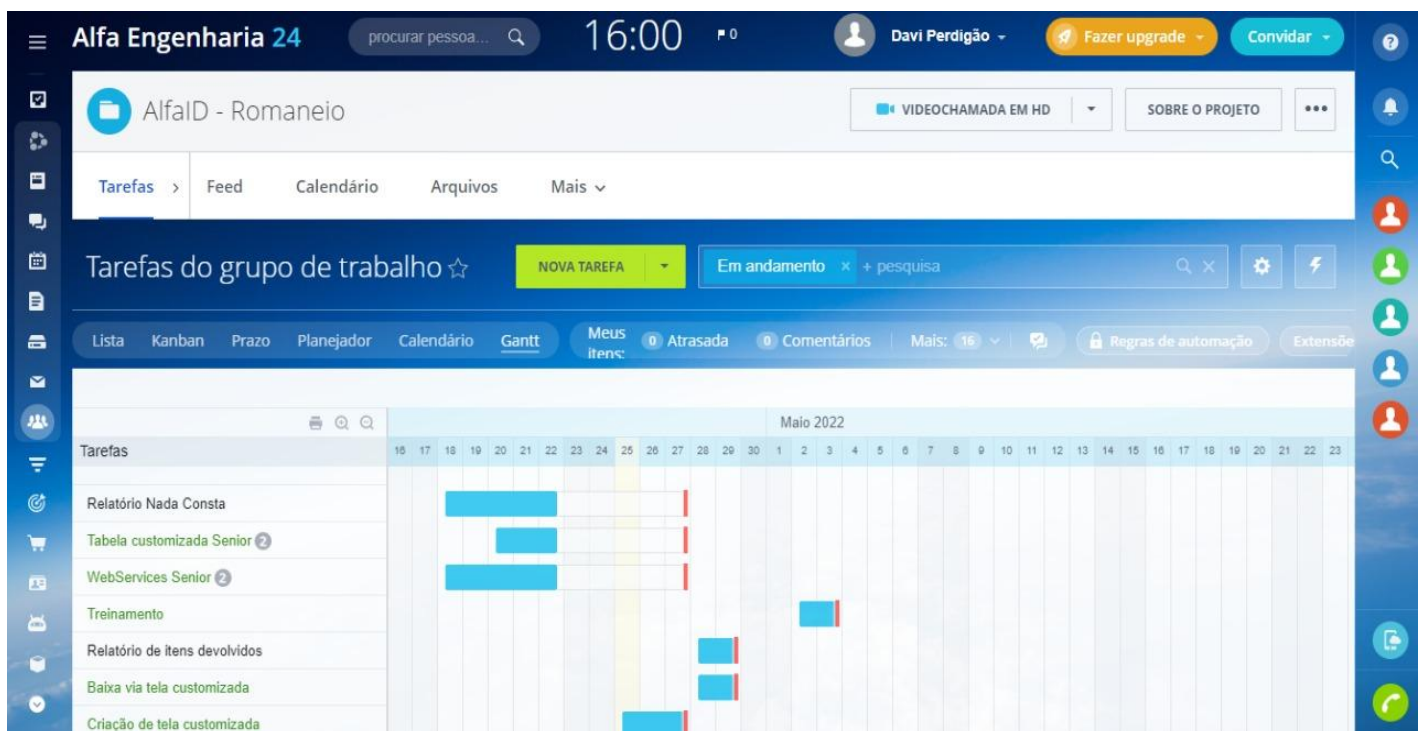 Alfa Engenharia 24 procurar pessoa... 16:00 0 Davi Perdigão Fazer upgrade Convidar
AlfaID - Romaneio VIDEOCHAMADA EM HD SOBRE O PROJETO
Tarefas Feed Calendário Arquivos Mais
Tarefas do grupo de trabalho NOVA TAREFA Em andamento × + pesquisa
Lista Kanban Prazo Planejador Calendário Gantt Meus itens: 0 Atrasada 0 Comentários Mais: 16 Regras de automação Extensõe
Maio 2022
Tarefas 16 17 18 19 20 21 22 23 24 25 26 27 28 29 30 1 2 3 4 5 6 7 8 9 10 11 12 13 14 15 16 17 18 19 20 21 22 23
Relatório Nada Consta
Tabela customizada Senior 2
WebServices Senior 2
Treinamento
Relatório de itens devolvidos
Baixa via tela customizada
Criação de tela customizada